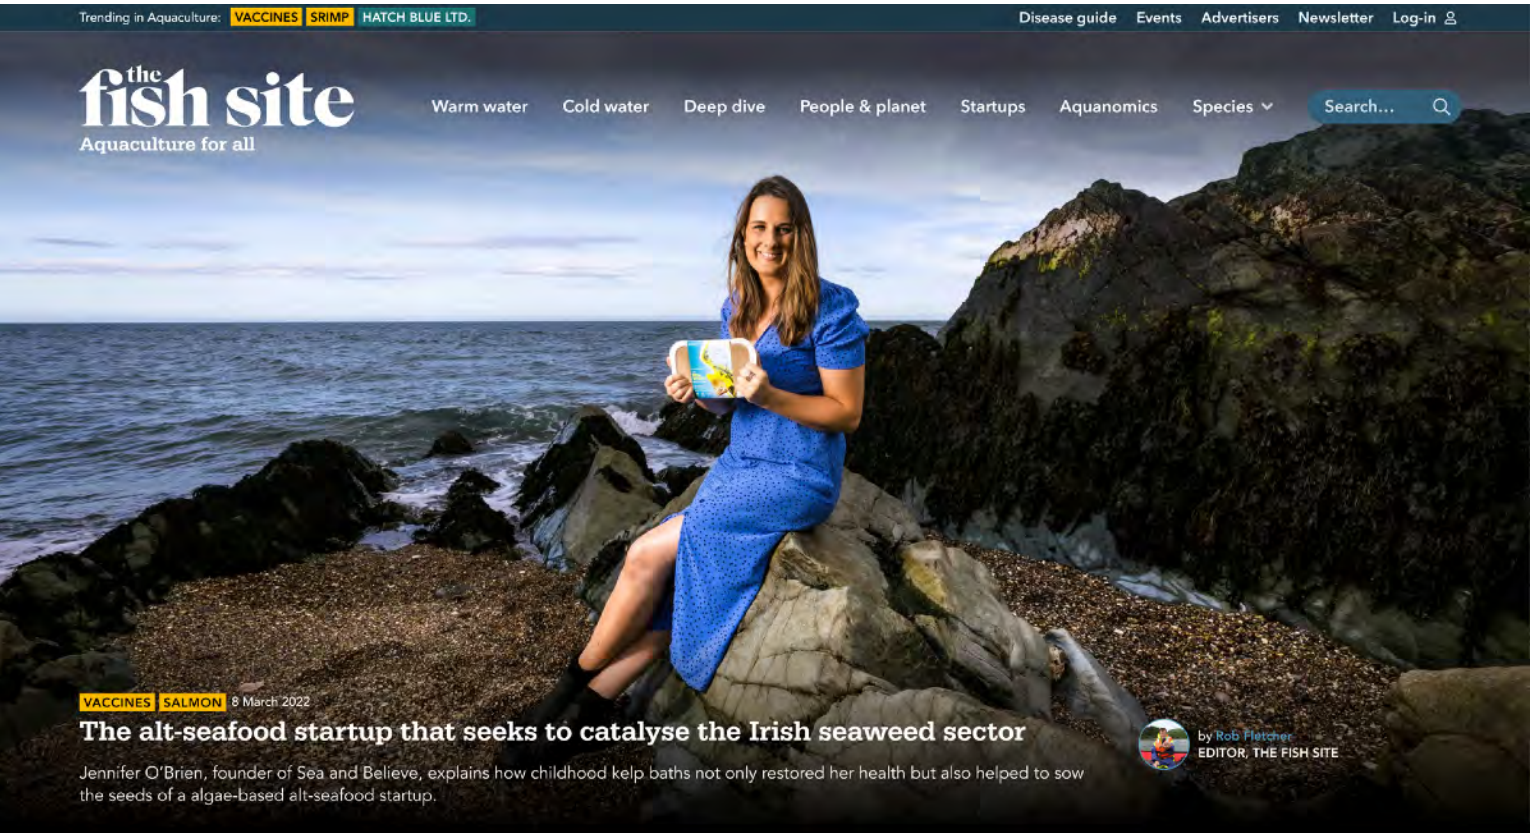 Trending in Aquaculture: VACCINES SRIMP HATCH BLUE LTD.
Disease guide Events Advertisers Newsletter Log-in
the
fish site
Aquaculture for all
Warm water Cold water Deep dive People & planet Startups Aquanomics Species Search...
VACCINES SALMON 8 March 2022
The alt-seafood startup that seeks to catalyse the Irish seaweed sector
Jennifer O'Brien, founder of Sea and Believe, explains how childhood kelp baths not only restored her health but also helped to sow
the seeds of a algae-based alt-seafood startup.
by Rob Fletcher
EDITOR, THE FISH SITE